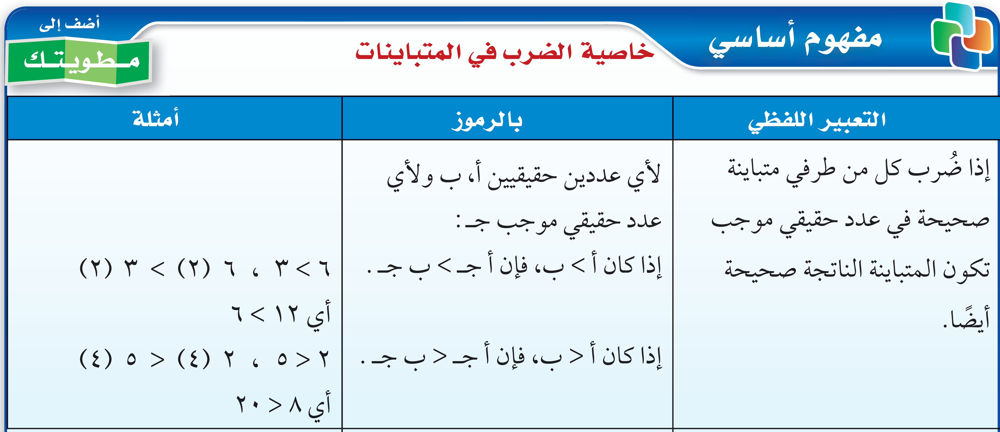 مفهوم أساسي
خاصية الضرب في المتباينات
أضف إلى
مطويتك
التعبير اللفظي
بالرموز
أمثلة
إذا ضُرب كل من طرفي متباينة
صحيحة في عدد حقيقي موجب
تكون المتباينة الناتجة صحيحة
أيضًا.
لأي عددين حقيقيين أ، ب ولأي
عدد حقيقي موجب جـ :
إذا كان أ > ب، فإن أ جـ > ب جـ .
إذا كان أ < ب، فإن أ جـ < ب جـ .
٦ > ٣ ، ٦ (٢) > ٣ (٢)
أي ١٢ > ٦
٢ < ٥ ، ٢ (٤) < ٥ (٤)
أي ٨ < ٢٠